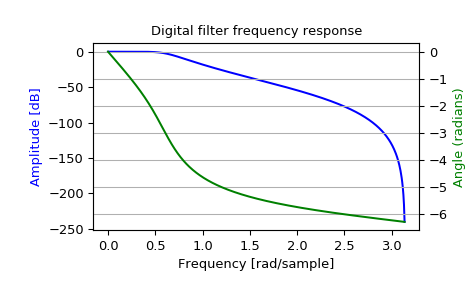 Digital filter frequency response
Amplitude [dB]
0
−50
−100
−150
−200
−250
0
−1
−2
−3
−4
−5
−6
Angle (radians)
0.0 0.5 1.0 1.5 2.0 2.5 3.0
Frequency [rad/sample]